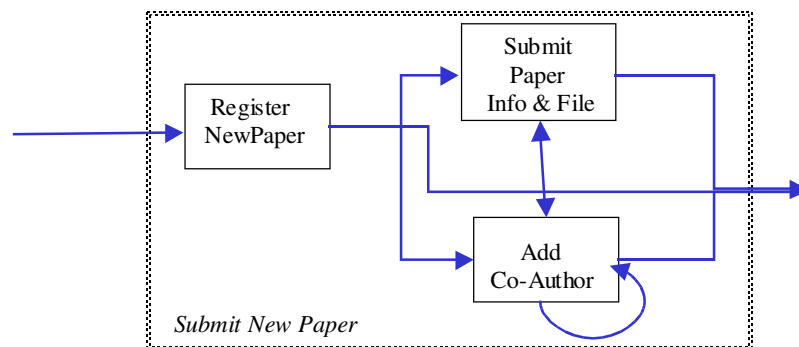 Submit
Paper
Info & File
Register
NewPaper
Add
Co-Author
Submit New Paper